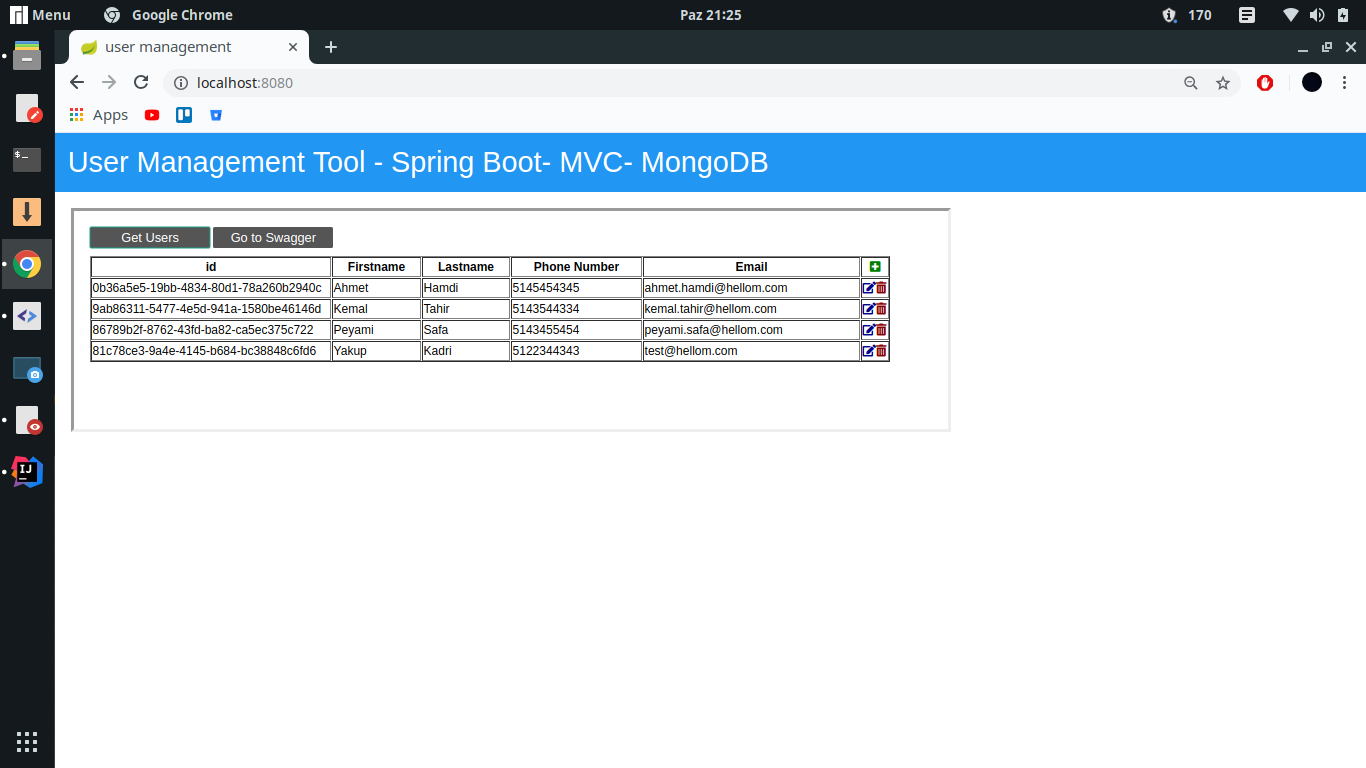 Menu Google Chrome Paz 21:25 170
user management
localhost:8080
Apps
User Management Tool - Spring Boot- MVC- MongoDB
Get Users Go to Swagger
id Firstname Lastname Phone Number Email
0b36a5e5-19bb-4834-80d1-78a260b2940c Ahmet Hamdi 5145454345 ahmet.hamdi@hellom.com
9ab86311-5477-4e5d-941a-1580be46146d Kemal Tahir 5143544334 kemal.tahir@hellom.com
86789b2f-8762-43fd-ba82-ca5ec375c722 Peyami Safa 5143455454 peyami.safa@hellom.com
81c78ce3-9a4e-4145-b684-bc38848c6fd6 Yakup Kadri 5122344343 test@hellom.com
IJ